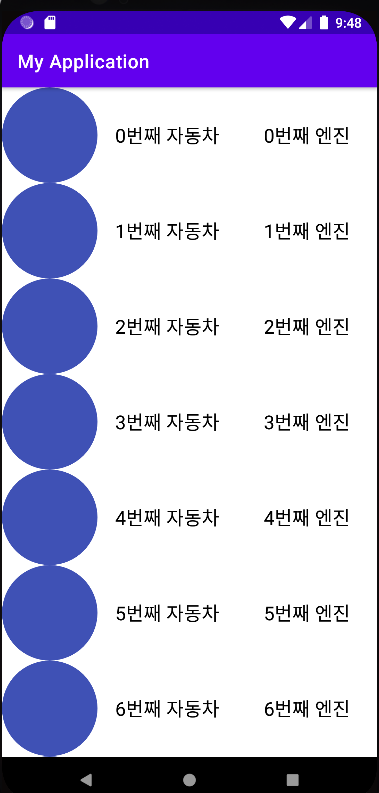 9:48
My Application
0번째 자동차 0번째 엔진
1번째 자동차 1번째 엔진
2번째 자동차 2번째 엔진
3번째 자동차 3번째 엔진
4번째 자동차 4번째 엔진
5번째 자동차 5번째 엔진
6번째 자동차 6번째 엔진